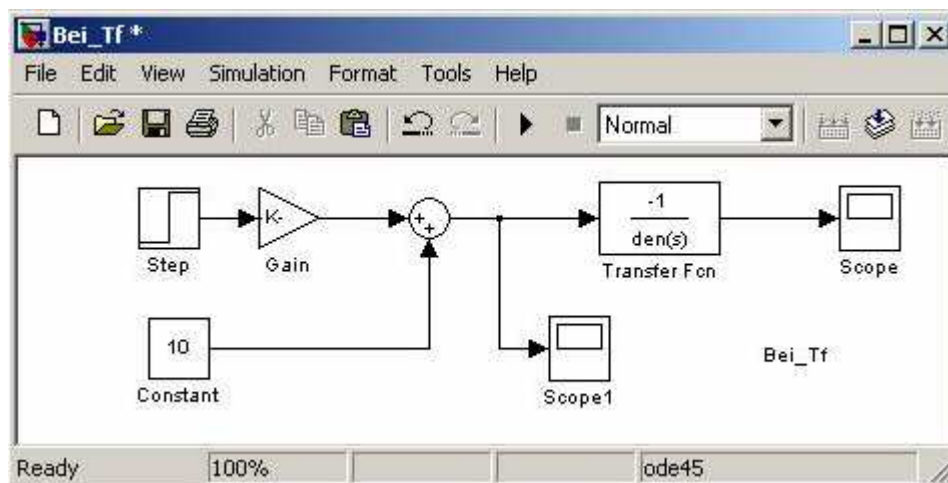 Bei_Tf *
File Edit View Simulation Format Tools Help
Normal
Step
K-
Gain
+
+
-1
den(s)
Transfer Fcn
Scope
10
Constant
Scope1
Bei_Tf
Ready 100% ode45